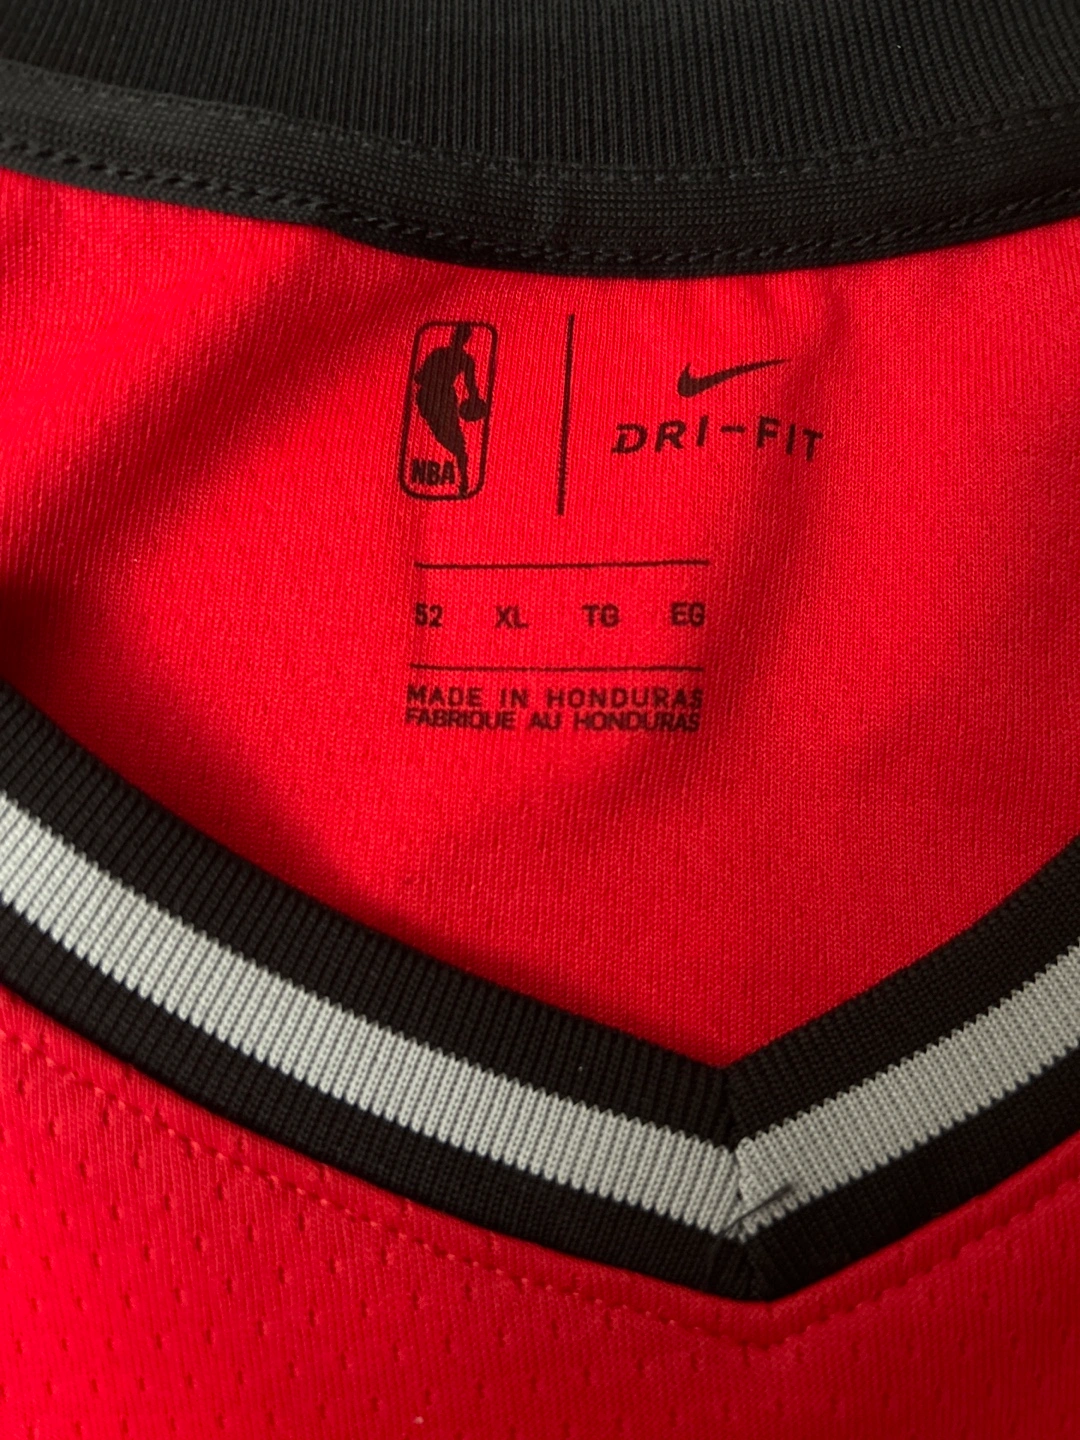 NBA
DRI-FIT
52 XL TG EG
MADE IN HONDURAS
FABRIQUE AU HONDURAS